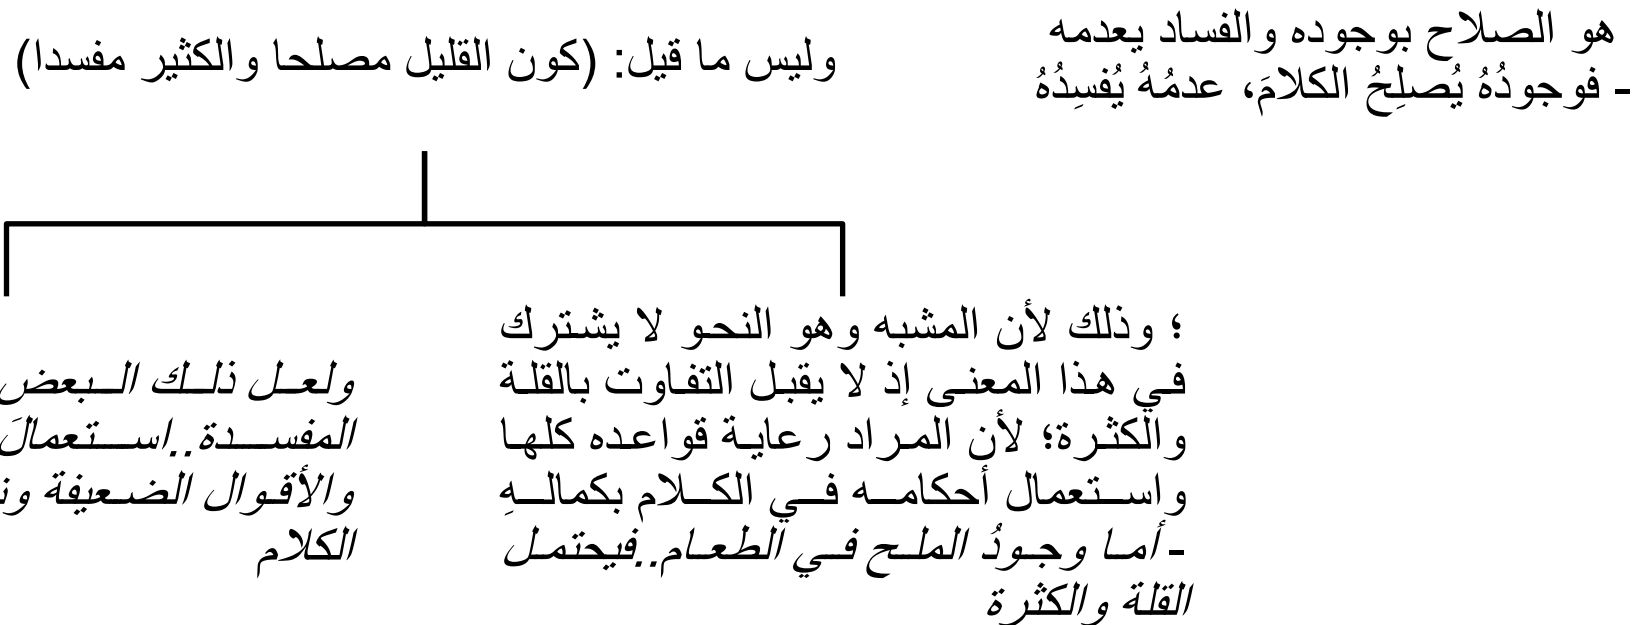 هو الصلاح بوجوده والفساد يعدمه
- فوجودُهُ يُصلِحُ الكلامَ، عدمُهُ يُفسِدُهُ
وليس ما قيل: (كون القليل مصلحا والكثير مفسدا)
؛ وذلك لأن المشبه وهو النحو لا يشترك
في هذا المعنى إذ لا يقبل التفاوت بالقلة
والكثرة؛ لأن المراد رعاية قواعده كلها
واستعمال أحكامه في الكلام بكمالهِ
- أما وجودُ الملح في الطعام..فيحتمل
القلة والكثرة
ولعل ذلك البعض
المفسدة..استعمالَ
والأقوال الضعيفة
الكلام